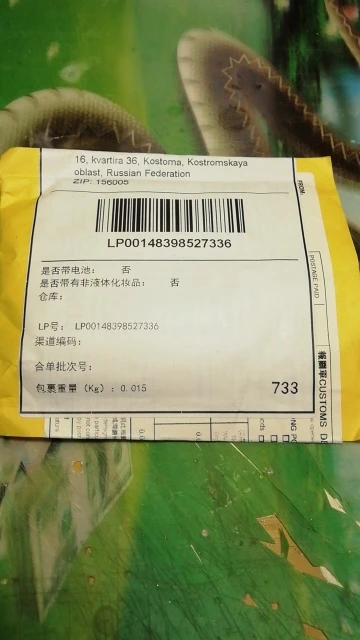 16, kvartira 36, Kostoma, Kostromskaya
oblast, Russian Federation
ZIP: 156005
FROM:
LP00148398527336
是否带电池： 否
是否带有非液体化妆品： 否
仓库：
LP号： LP00148398527336
渠道编码：
合单批次号：
包裹重量（Kg）：0.015
733
POSTAGE PAID
CUSTOMS